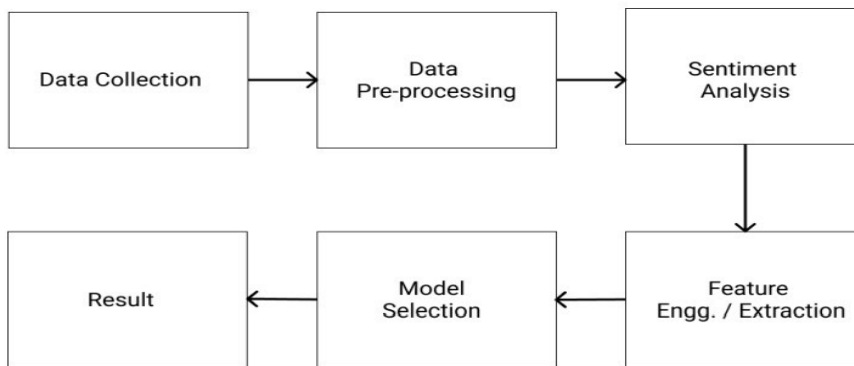 Data Collection
Data
Pre-processing
Sentiment
Analysis
Feature
Engg. / Extraction
Model
Selection
Result